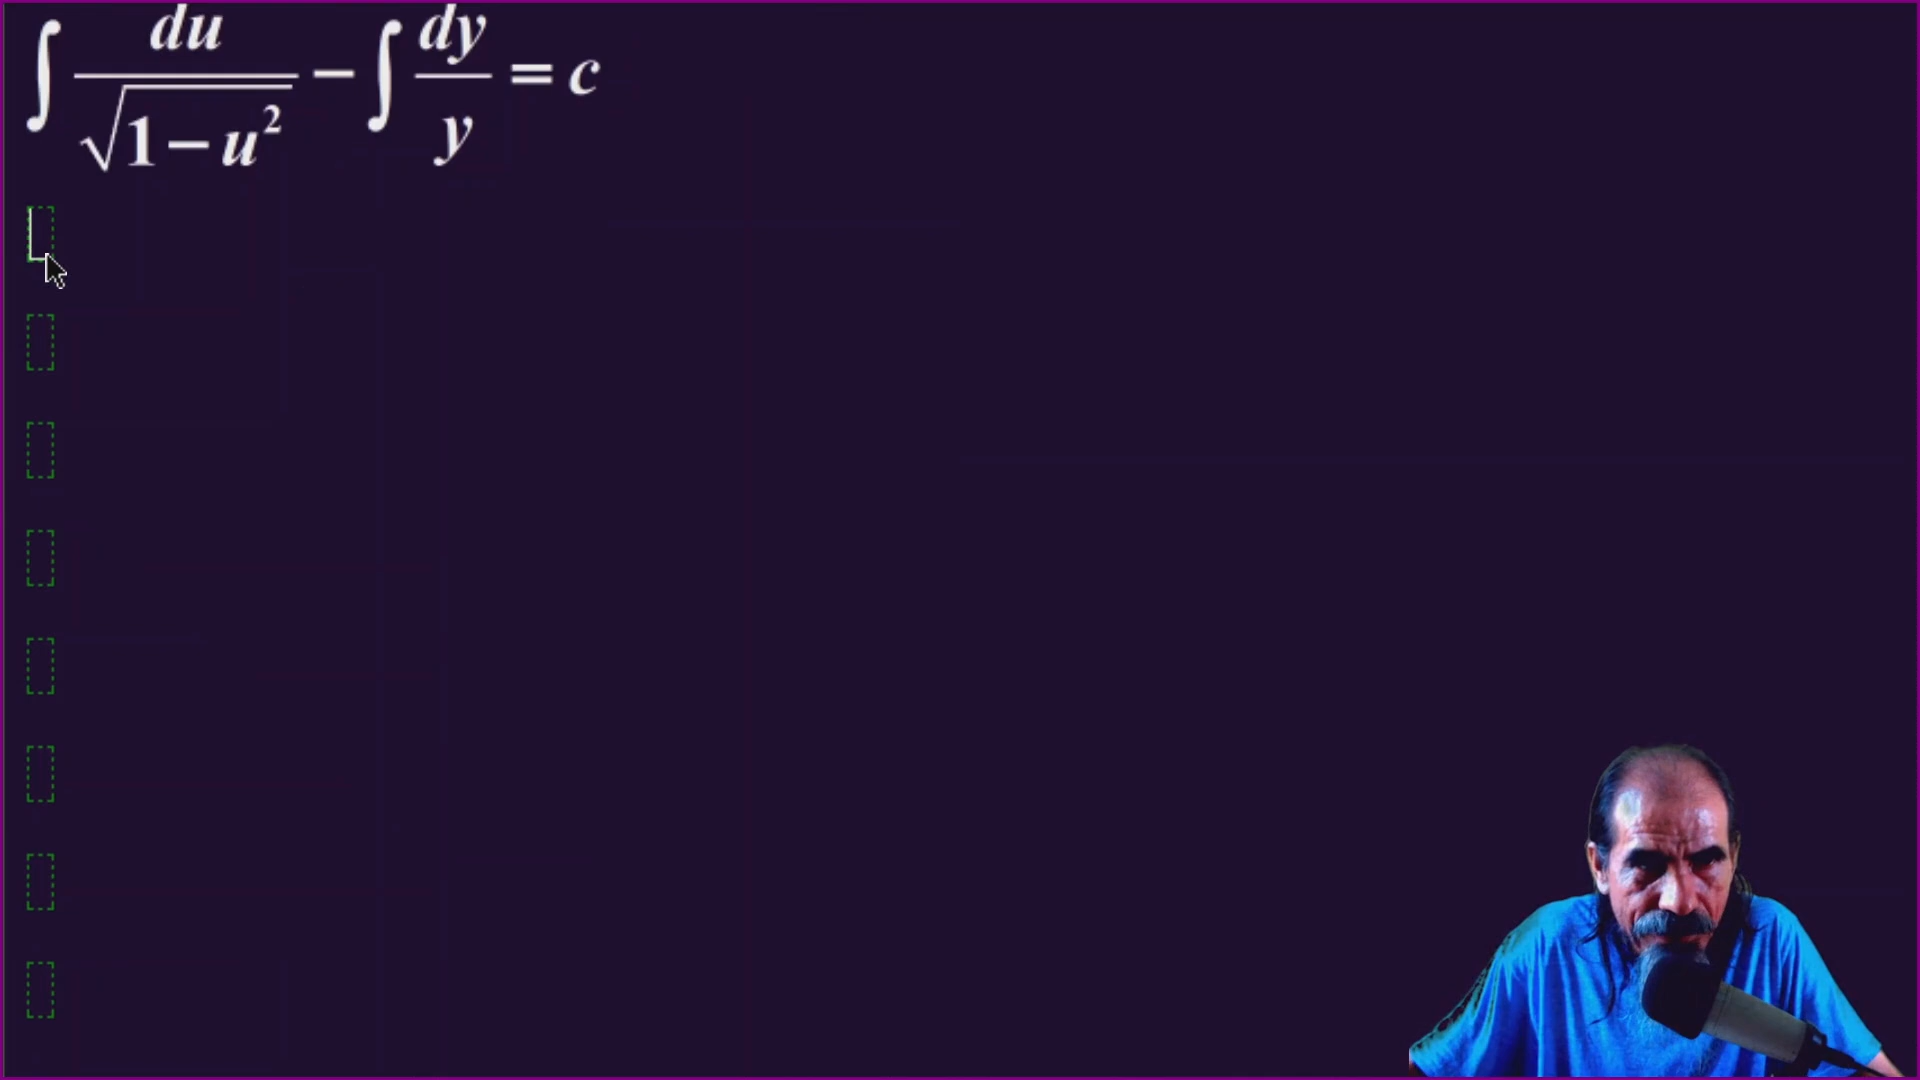 ∫ du/√(1 − u²) − ∫ dy/y = c